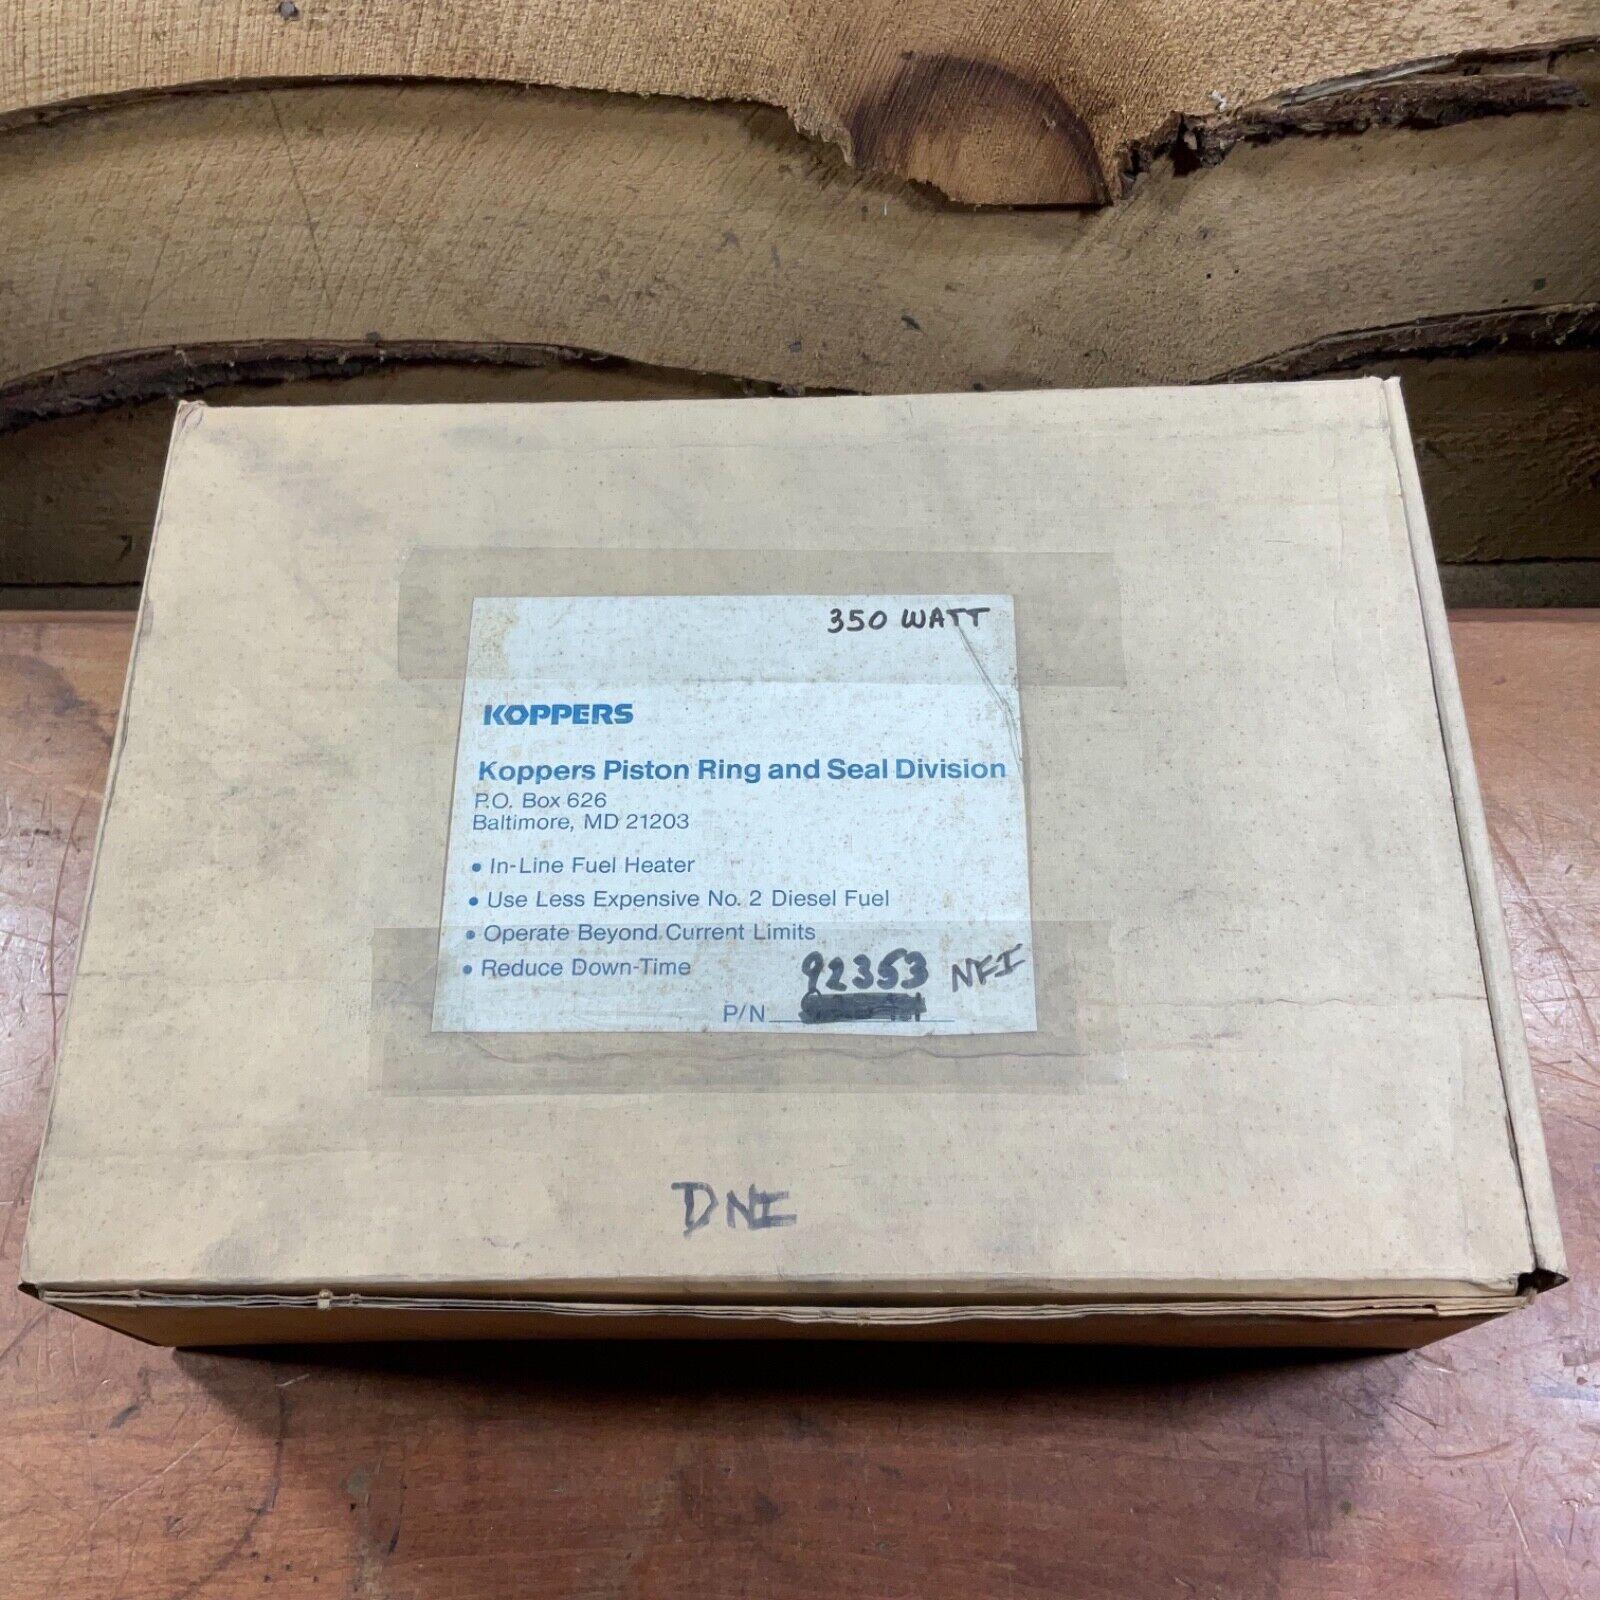 350 WATT
KOPPERS
Koppers Piston Ring and Seal Division
P.O. Box 626
Baltimore, MD 21203
• In-Line Fuel Heater
• Use Less Expensive No. 2 Diesel Fuel
• Operate Beyond Current Limits
• Reduce Down-Time
92353 NFI
P/N
DNI